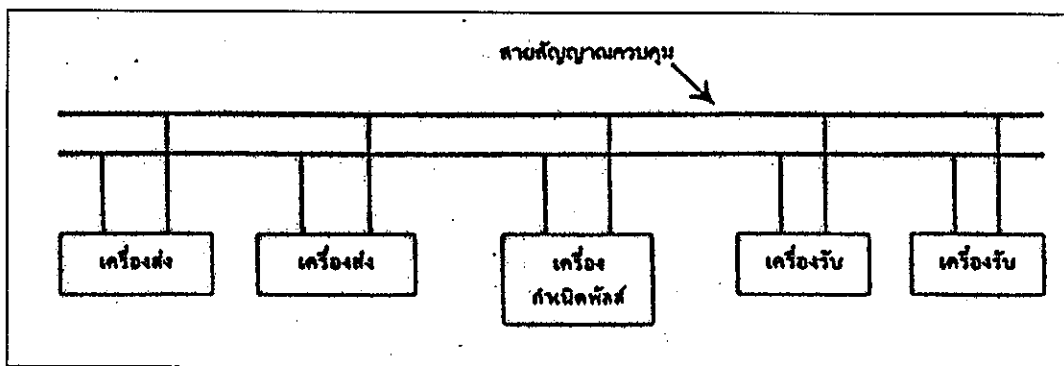 สายสัญญาณควบคุม
เครื่องส่ง
เครื่องส่ง
เครื่อง
กำเนิดพัลส์
เครื่องรับ
เครื่องรับ